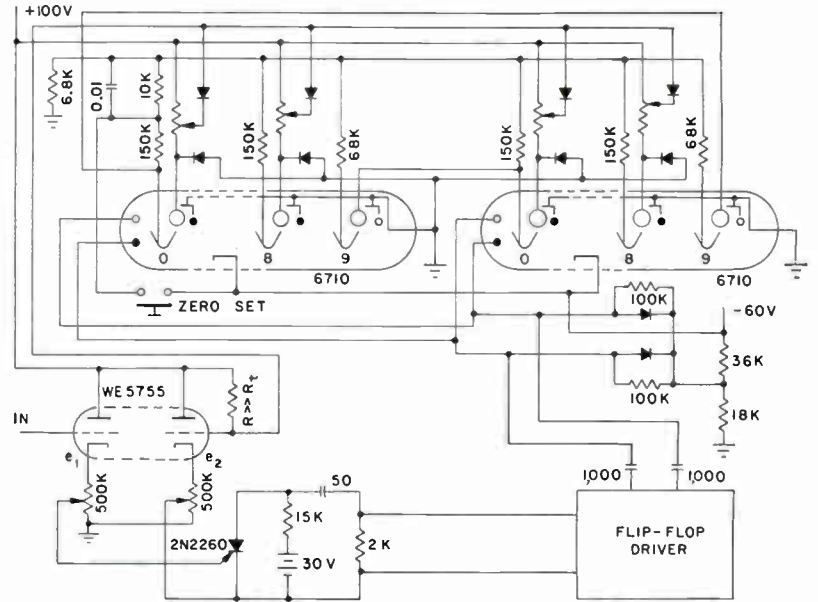 +100V
6.8K
0.01
10K
150K
150K
68K
150K
150K
68K
0
8
9
6710
0
8
9
6710
ZERO SET
100K
-60V
36K
100K
18K
WE 5755
R>>Rt
IN
e1
e2
500K
500K
50
1,000
1,000
2N2260
15K
30V
2K
FLIP-FLOP
DRIVER